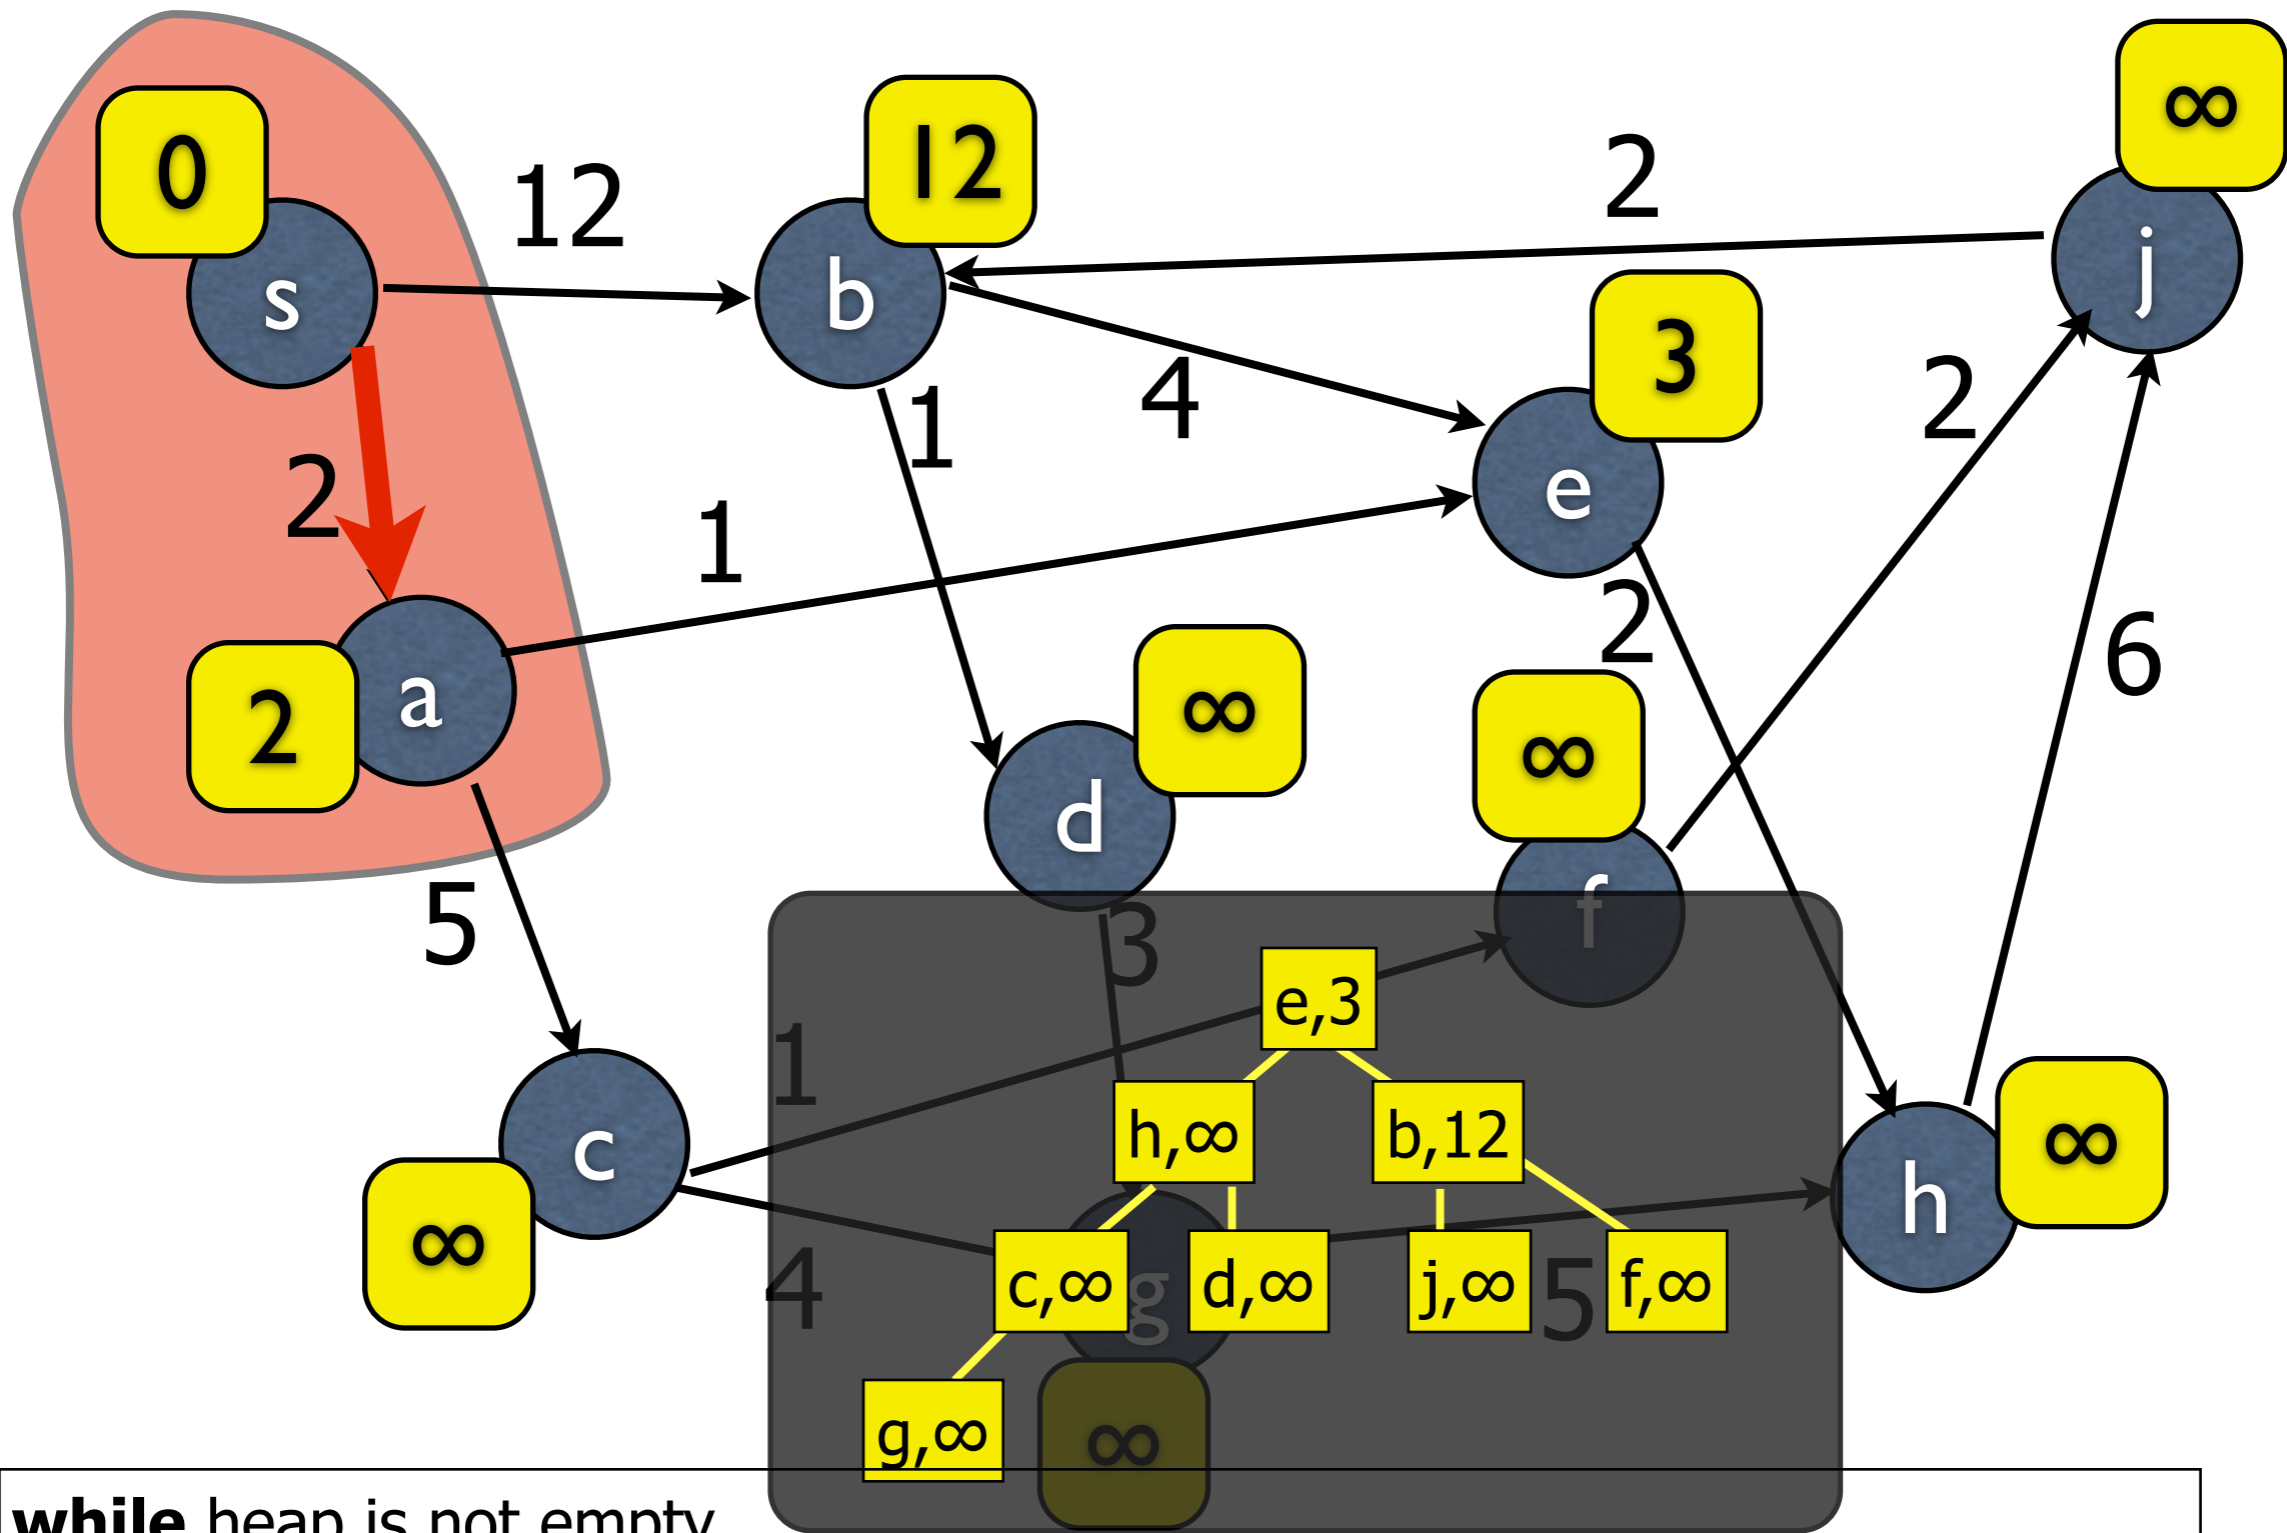 ∞
12
0
12
2
s
b
j
3
4
1
2
2
1
e
2
6
2
a
∞
∞
d
f
5
3
e,3
1
h,∞
b,12
c
∞
h
∞
4
c,∞
g
d,∞
j,∞
5
f,∞
g,∞
∞
while heap is not empty